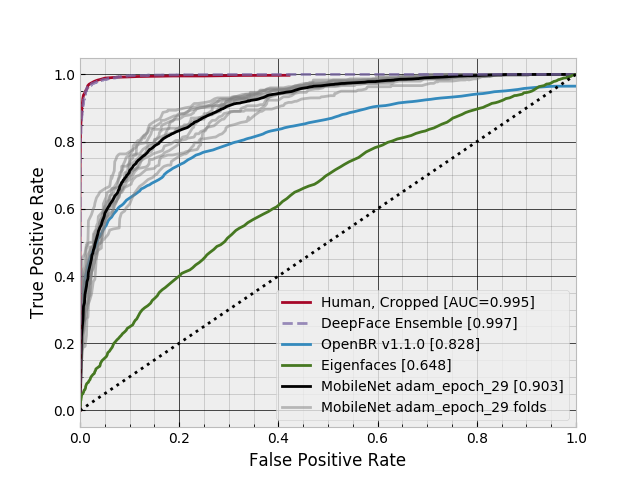 1.0
0.8
0.6
0.4
0.2
0.0
True Positive Rate
Human, Cropped [AUC=0.995]
DeepFace Ensemble [0.997]
OpenBR v1.1.0 [0.828]
Eigenfaces [0.648]
MobileNet adam_epoch_29 [0.903]
MobileNet adam_epoch_29 folds
0.0 0.2 0.4 0.6 0.8 1.0
False Positive Rate